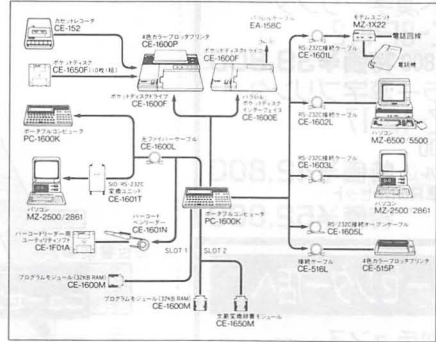 カセットレコーダ
CE-152
4色カラープロッタプリンタ
CE-1600P
パラレルケーブル
EA-158C
ポケットディスクドライブ
CE-1600F
ポケットディスク
CE-1650F(10枚1組)
ポケットディスクドライブ
CE-1600F
パラレル
ポケットディスク
インターフェイス
CE-1600E
RS-232C接続ケーブル
CE-1601L
モデムユニット
MZ-1X22
電話回線
電話機
ポータブルコンピュータ
PC-1600K
光ファイバーケーブル
CE-1600L
RS-232C接続ケーブル
CE-1602L
パソコン
MZ-6500/5500
SIO RS-232C
変換ユニット
CE-1601T
パソコン
MZ-2500/2861
バーコード
ペンリーダー
CE-1601N
ポータブルコンピュータ
PC-1600K
RS-232C接続ケーブル
CE-1603L
パソコン
MZ-2500/2861
バーコードリーダー用
ユーティリティソフト
CE-1F01A
SLOT 1
SLOT 2
RS-232C接続オープンケーブル
CE-1605L
プログラムモジュール(32KB RAM)
CE-1600M
接続ケーブル
CE-516L
4色カラープロッタプリンタ
CE-515P
プログラムモジュール(32KB RAM)
CE-1600M
文節変換辞書モジュール
CE-1650M